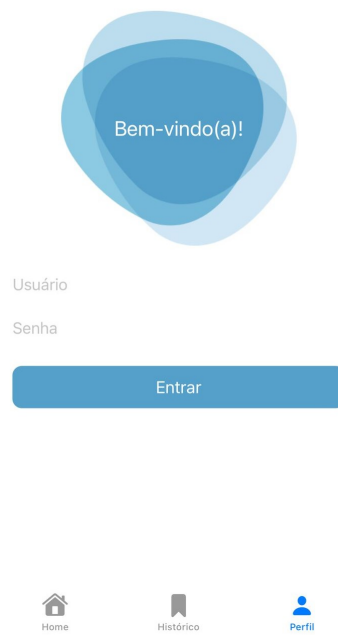 Bem-vindo(a)!
Usuário
Senha
Entrar
Home
Histórico
Perfil